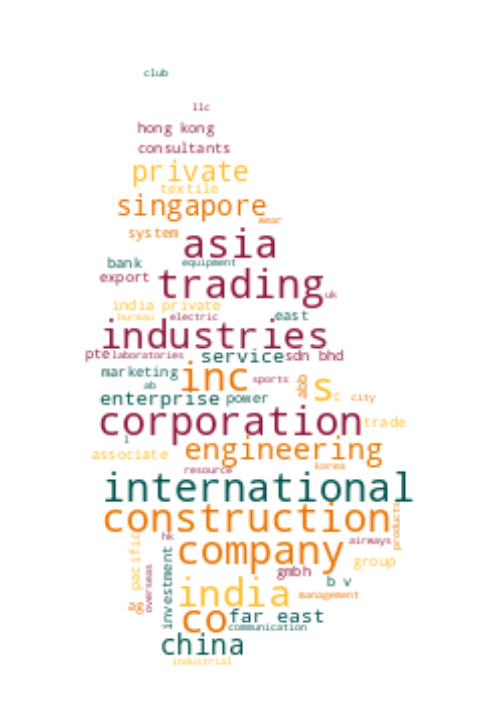 club
llc
hong kong
consultants
private
textile
singapore
wear
system
asia
bank
equipment
export
trading
uk
india private
bureau
electric
east
industries
pte
laboratories
service
sdn bhd
marketing
inc
sports
ab
abb
s
c
city
enterprise
power
corporation
trade
l
associate
engineering
korea
resource
international
construction
products
hk
airways
company
pacific
group
overseas
investment
gmbh
b v
india
management
ag
co
far east
communication
china
industrial